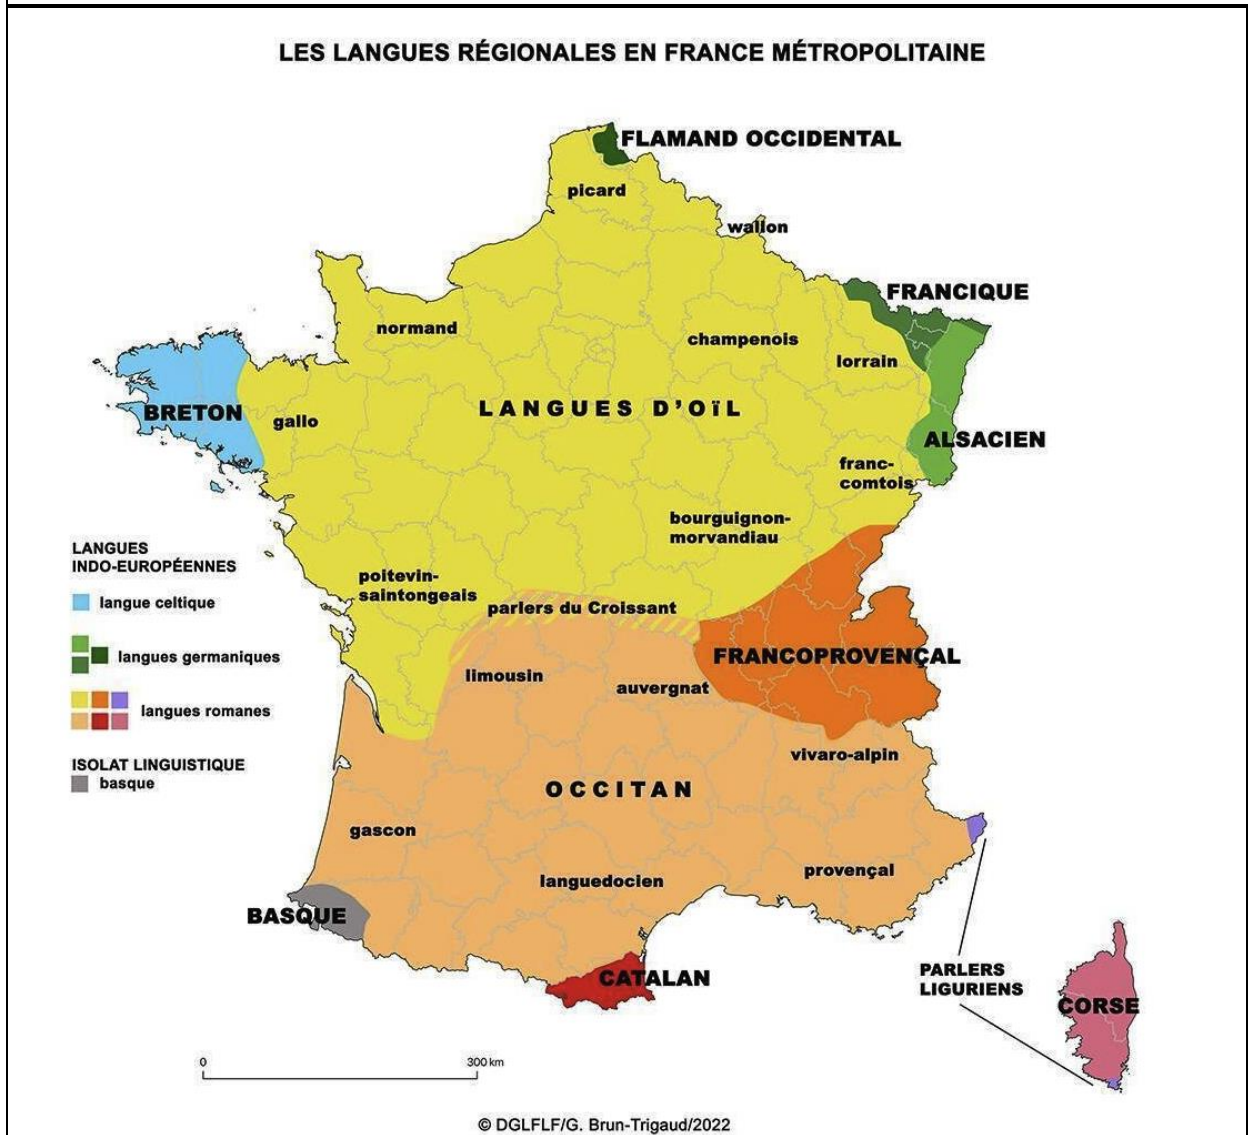 LES LANGUES RÉGIONALES EN FRANCE MÉTROPOLITAINE
FLAMAND OCCIDENTAL
picard
wallon
FRANCIQUE
normand
champenois
lorrain
BRETON
gallo
LANGUES D'OïL
ALSACIEN
franc-
comtois
bourguignon-
morvandiau
LANGUES
INDO-EUROPÉENNES
langue celtique
langues germaniques
langues romanes
ISOLAT LINGUISTIQUE
basque
poitevin-
saintongeais
parlers du Croissant
FRANCOPROVENÇAL
limousin
auvergnat
vivaro-alpin
OCCITAN
gascon
languedocien
provençal
BASQUE
CATALAN
PARLERS
LIGURIENS
CORSE
0
300 km
© DGLFLF/G. Brun-Trigaud/2022